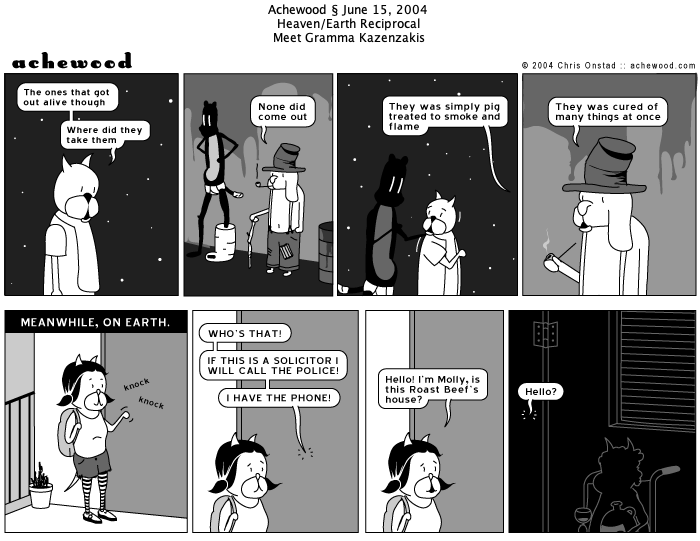 Achewood § June 15, 2004
Heaven/Earth Reciprocal
Meet Gramma Kazenzakis
achewood
© 2004 Chris Onstad :: achewood.com
The ones that got
out alive though
Where did they
take them
None did
come out
They was simply pig
treated to smoke and
flame
They was cured of
many things at once
MEANWHILE, ON EARTH.
knock
knock
WHO'S THAT!
IF THIS IS A SOLICITOR I
WILL CALL THE POLICE!
I HAVE THE PHONE!
Hello! I'm Molly, is
this Roast Beef's
house?
Hello?